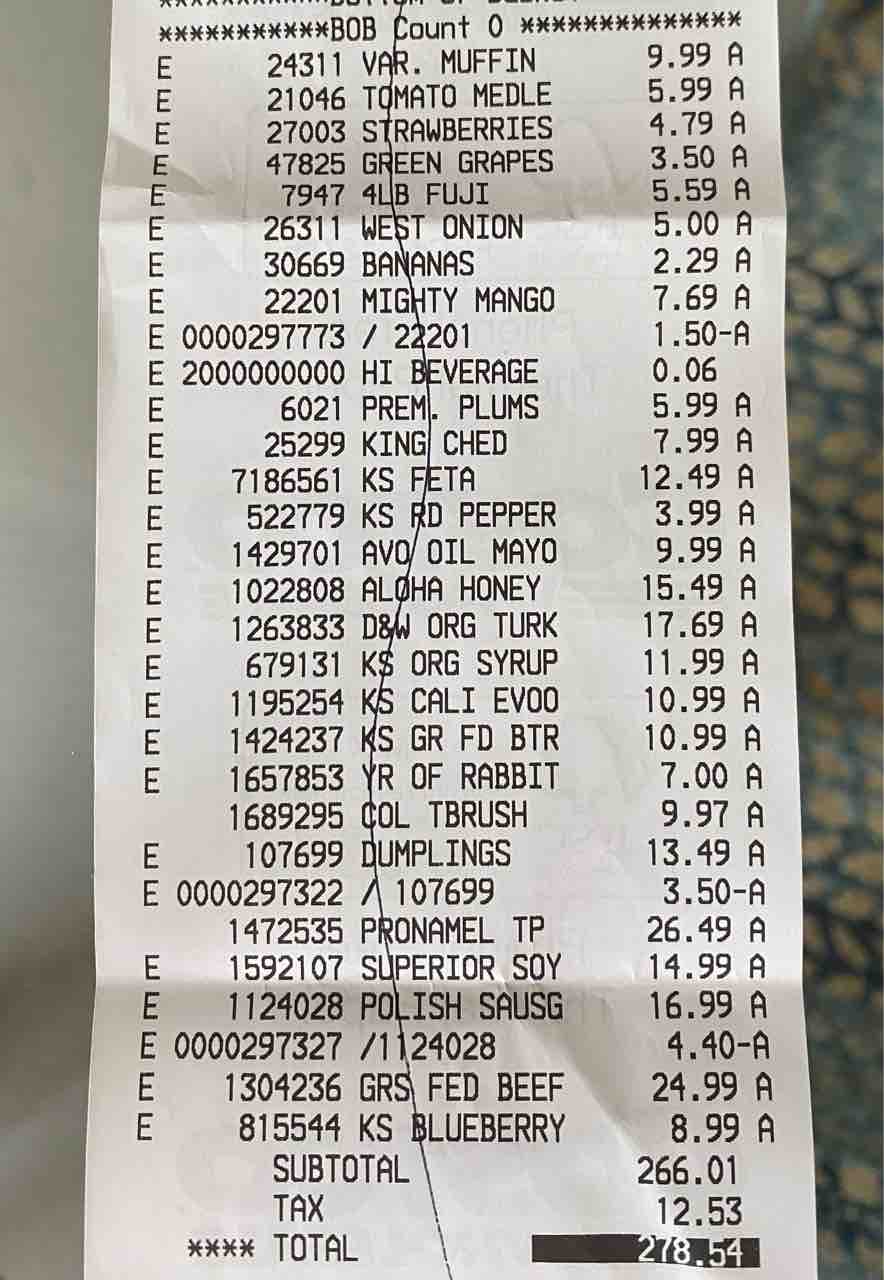 ***********BOB Count 0 **************
E 24311 VAR. MUFFIN 9.99 A
E 21046 TOMATO MEDLE 5.99 A
E 27003 STRAWBERRIES 4.79 A
E 47825 GREEN GRAPES 3.50 A
E 7947 4LB FUJI 5.59 A
E 26311 WEST ONION 5.00 A
E 30669 BANANAS 2.29 A
E 22201 MIGHTY MANGO 7.69 A
E 0000297773 / 22201 1.50-A
E 2000000000 HI BEVERAGE 0.06
E 6021 PREM. PLUMS 5.99 A
E 25299 KING CHED 7.99 A
E 7186561 KS FETA 12.49 A
E 522779 KS RD PEPPER 3.99 A
E 1429701 AVO OIL MAYO 9.99 A
E 1022808 ALOHA HONEY 15.49 A
E 1263833 D&W ORG TURK 17.69 A
E 679131 KS ORG SYRUP 11.99 A
E 1195254 KS CALI EVOO 10.99 A
E 1424237 KS GR FD BTR 10.99 A
E 1657853 YR OF RABBIT 7.00 A
1689295 COL TBRUSH 9.97 A
E 107699 DUMPLINGS 13.49 A
E 0000297322 / 107699 3.50-A
1472535 PRONAMEL TP 26.49 A
E 1592107 SUPERIOR SOY 14.99 A
E 1124028 POLISH SAUSG 16.99 A
E 0000297327 /1124028 4.40-A
E 1304236 GRS FED BEEF 24.99 A
E 815544 KS BLUEBERRY 8.99 A
SUBTOTAL 266.01
TAX 12.53
**** TOTAL 278.54